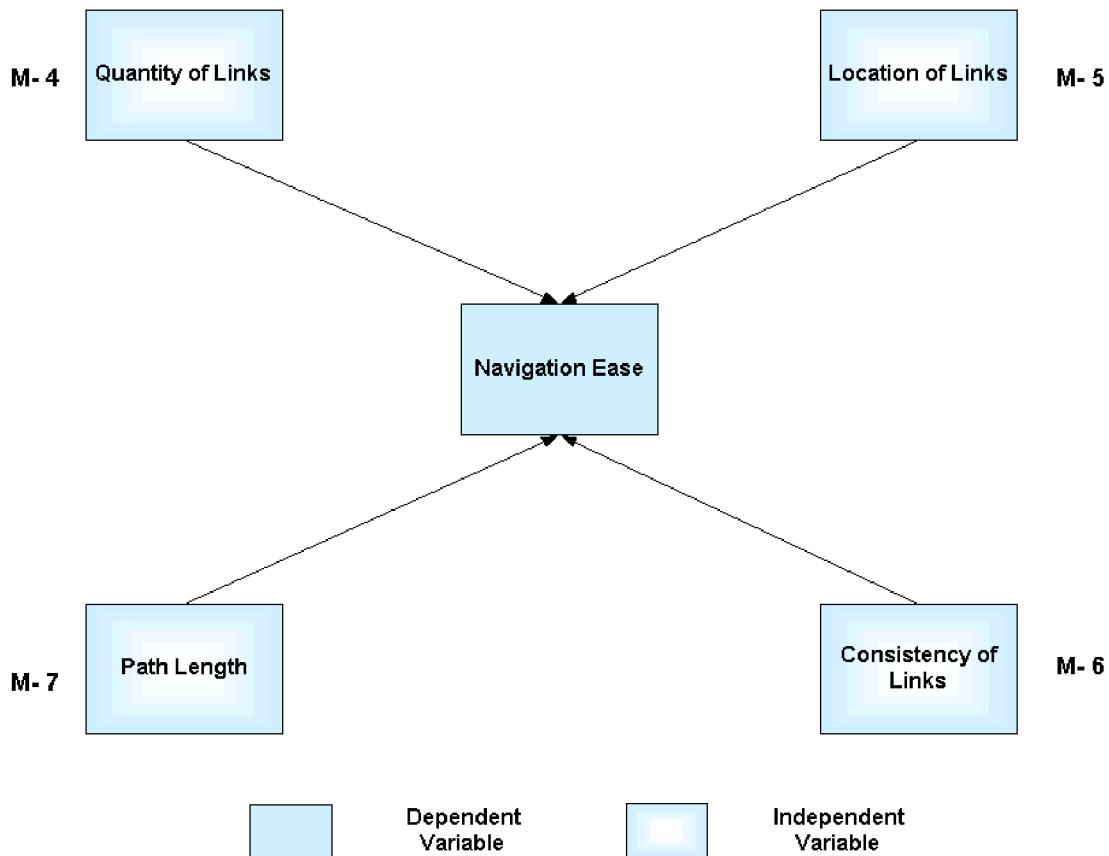 M- 4
Quantity of Links
Location of Links
M- 5
Navigation Ease
M- 7
Path Length
Consistency of
Links
M- 6
Dependent
Variable
Independent
Variable